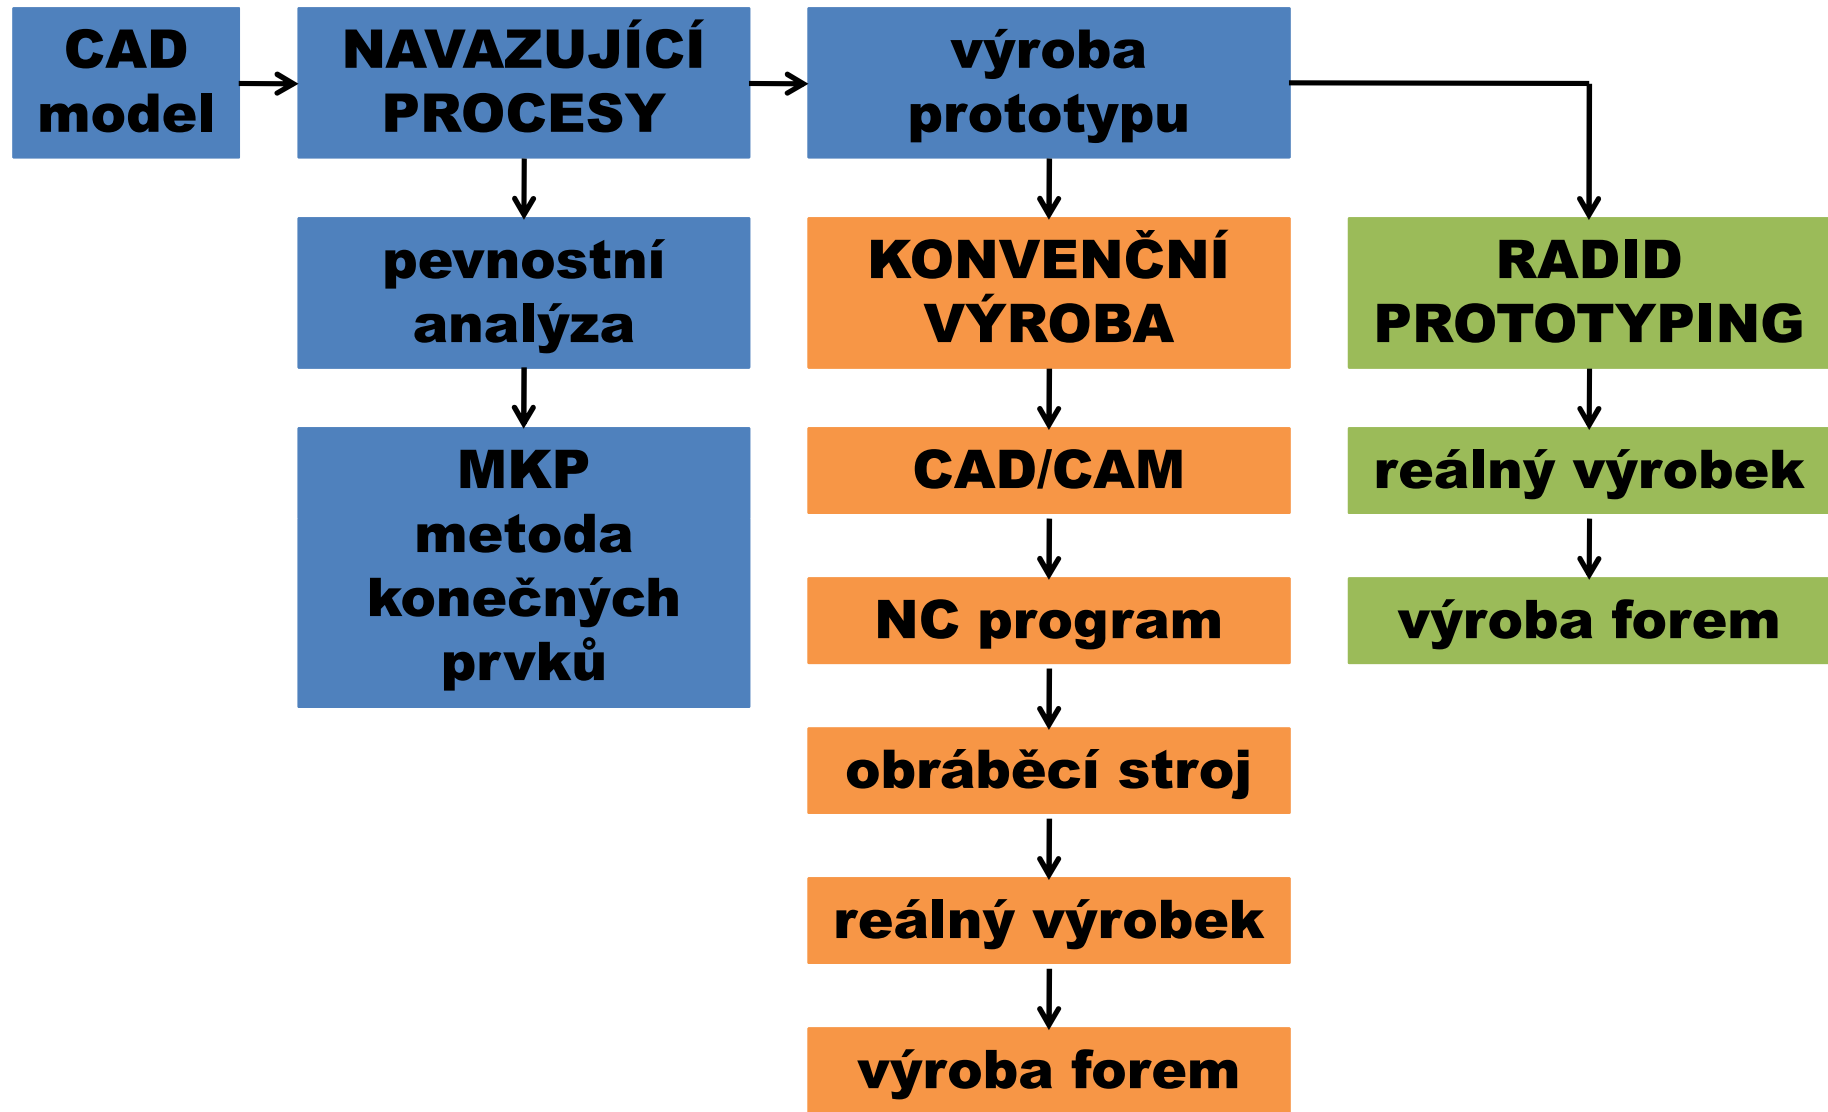 CAD
model
NAVAZUJÍCÍ
PROCESY
výroba
prototypu
pevnostní
analýza
MKP
metoda
konečných
prvků
KONVENČNÍ
VÝROBA
CAD/CAM
NC program
obráběcí stroj
reálný výrobek
výroba forem
RADID
PROTOTYPING
reálný výrobek
výroba forem